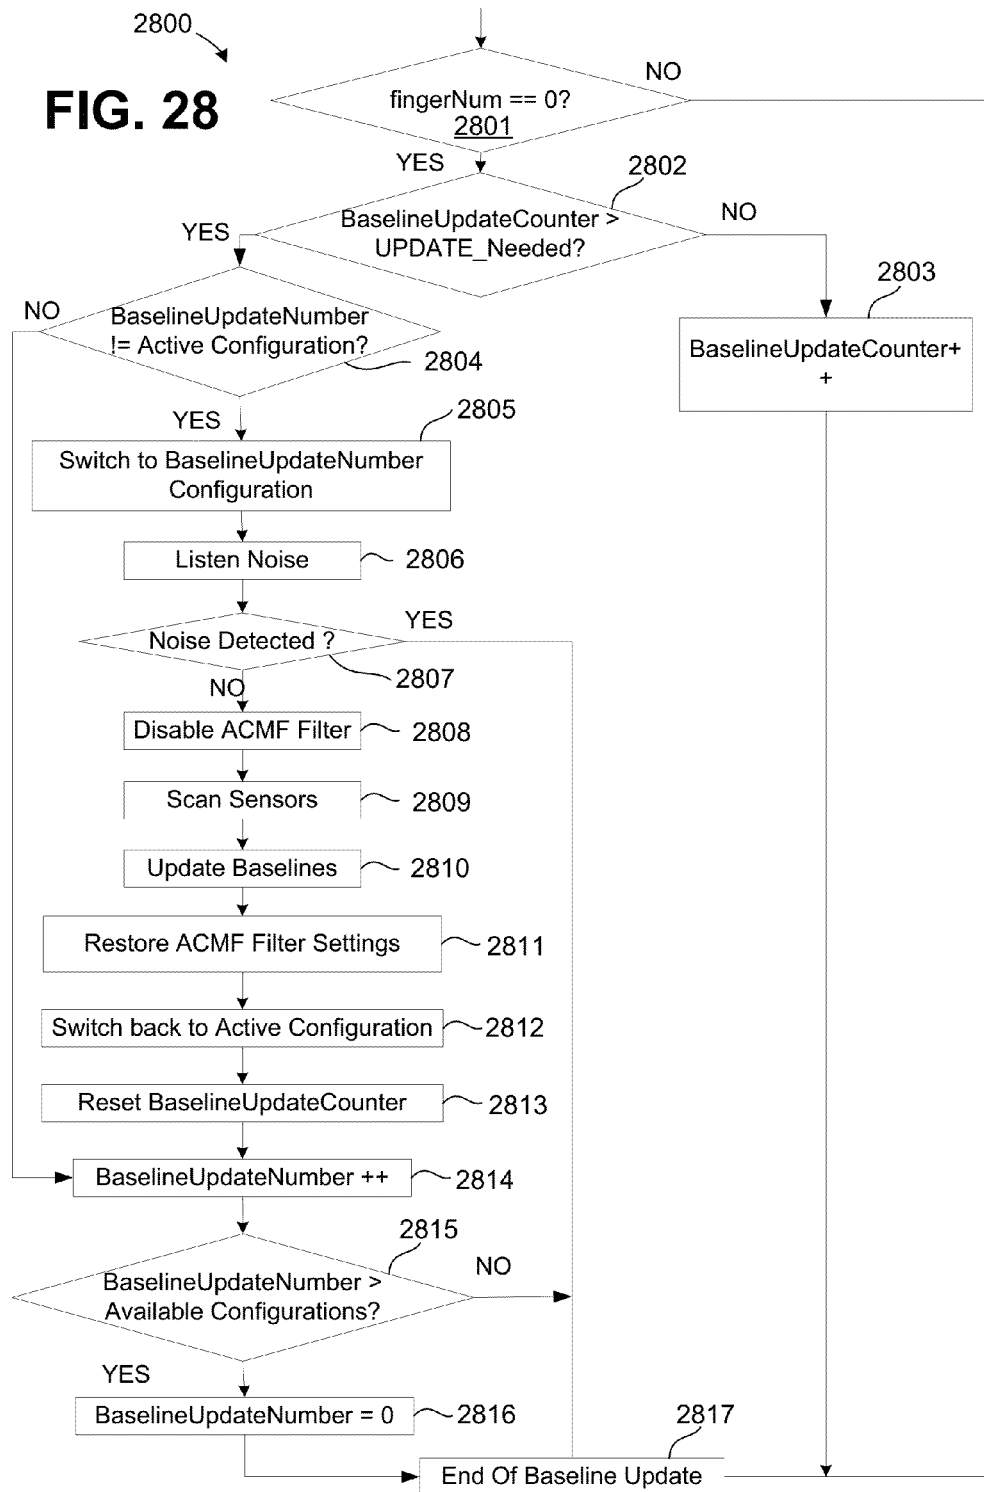 2800
FIG. 28
NO
fingerNum == 0?
2801
YES
2802
BaselineUpdateCounter >
UPDATE_Needed?
NO
YES
2803
BaselineUpdateCounter+
+
NO
BaselineUpdateNumber
!= Active Configuration?
2804
YES
2805
Switch to BaselineUpdateNumber
Configuration
Listen Noise
2806
YES
Noise Detected ?
2807
NO
Disable ACMF Filter
2808
Scan Sensors
2809
Update Baselines
2810
Restore ACMF Filter Settings
2811
Switch back to Active Configuration
2812
Reset BaselineUpdateCounter
2813
BaselineUpdateNumber ++
2814
2815
BaselineUpdateNumber >
Available Configurations?
NO
YES
BaselineUpdateNumber = 0
2816
2817
End Of Baseline Update